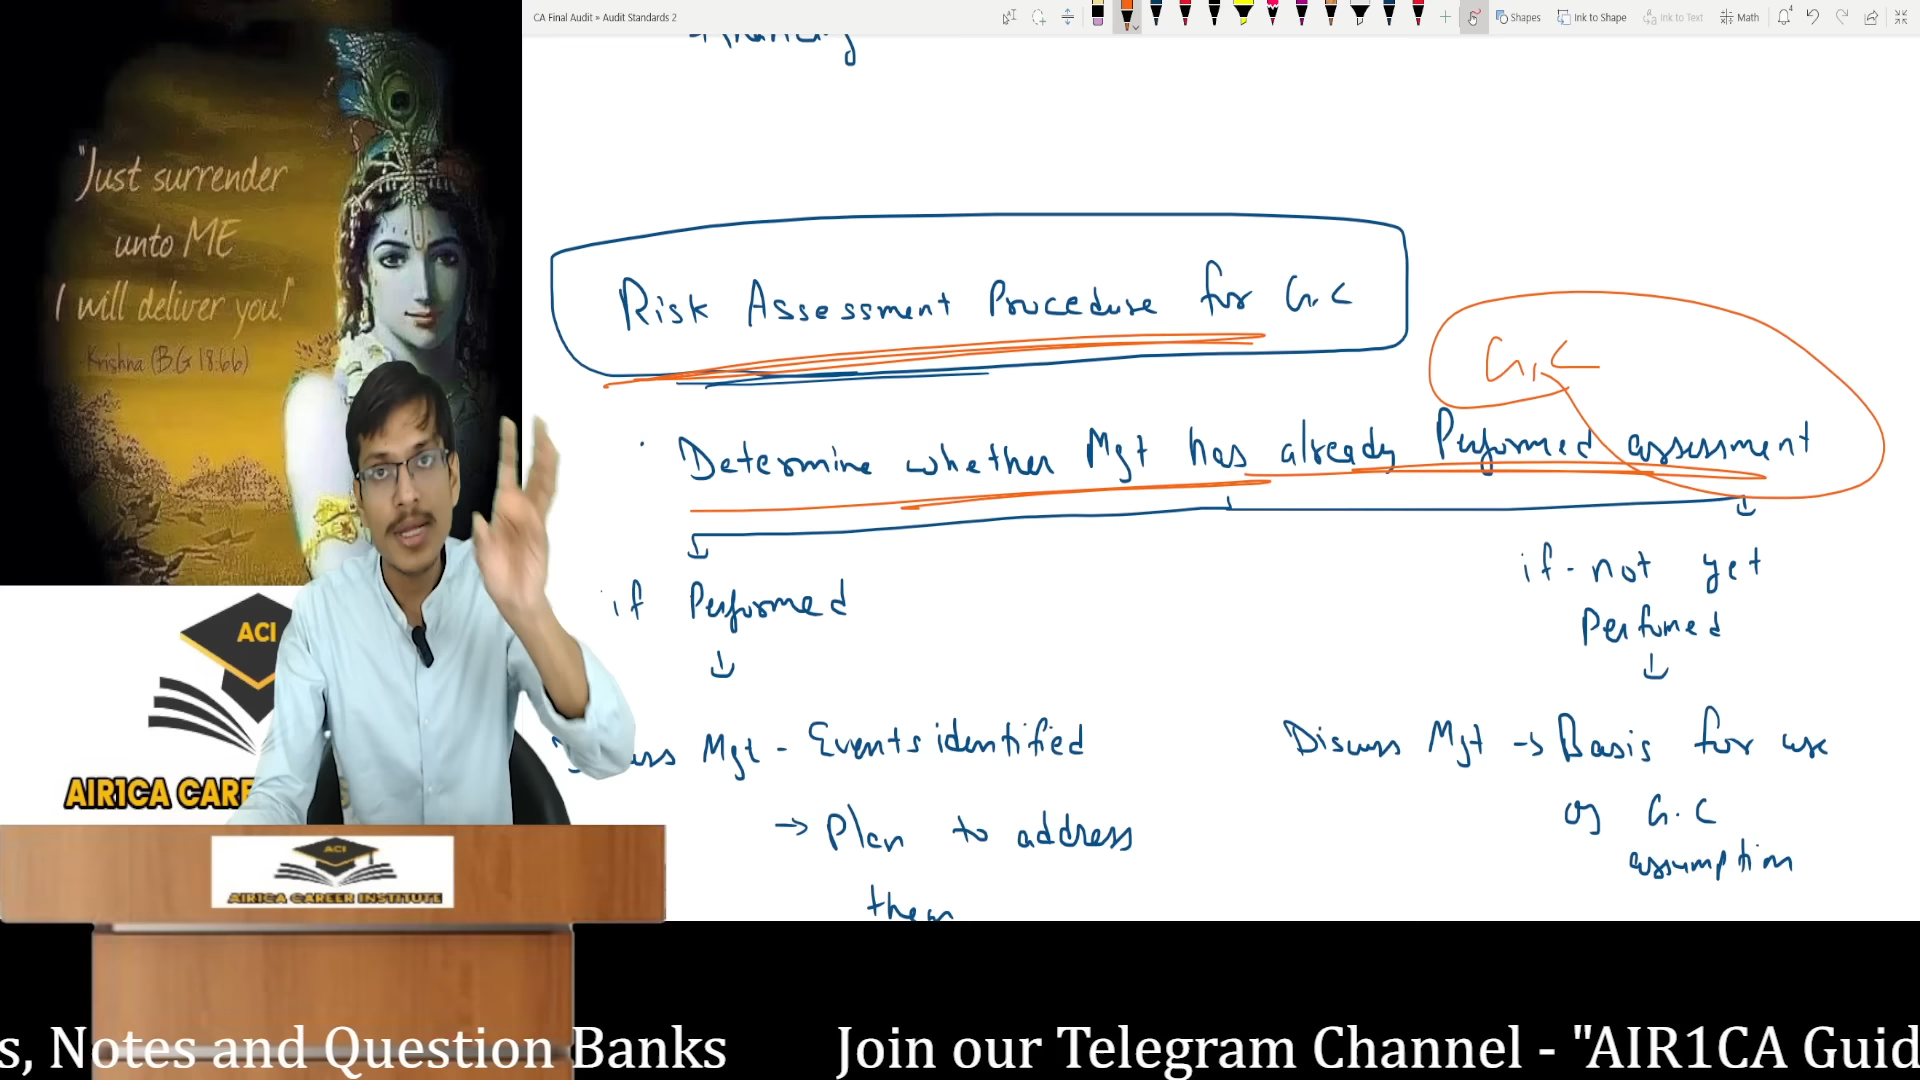 CA Final Audit » Audit Standards 2
Shapes
Ink to Shape
Ink to Text
Math
"Just surrender
unto ME
I will deliver you!"
Krishna (B.G 18:66)
Risk Assessment Procedure for G.C
G.C
Determine whether Mgt has already Performed assessment
if Performed
if not yet
Performed
Mgt - Events identified
→ Plan to address
them
Discuss Mgt → Basis for use
of G.C
assumption
ACI
AIR1CA CARE
ACI
AIR1CA CAREER INSTITUTE
s, Notes and Question Banks
Join our Telegram Channel - "AIR1CA Guid